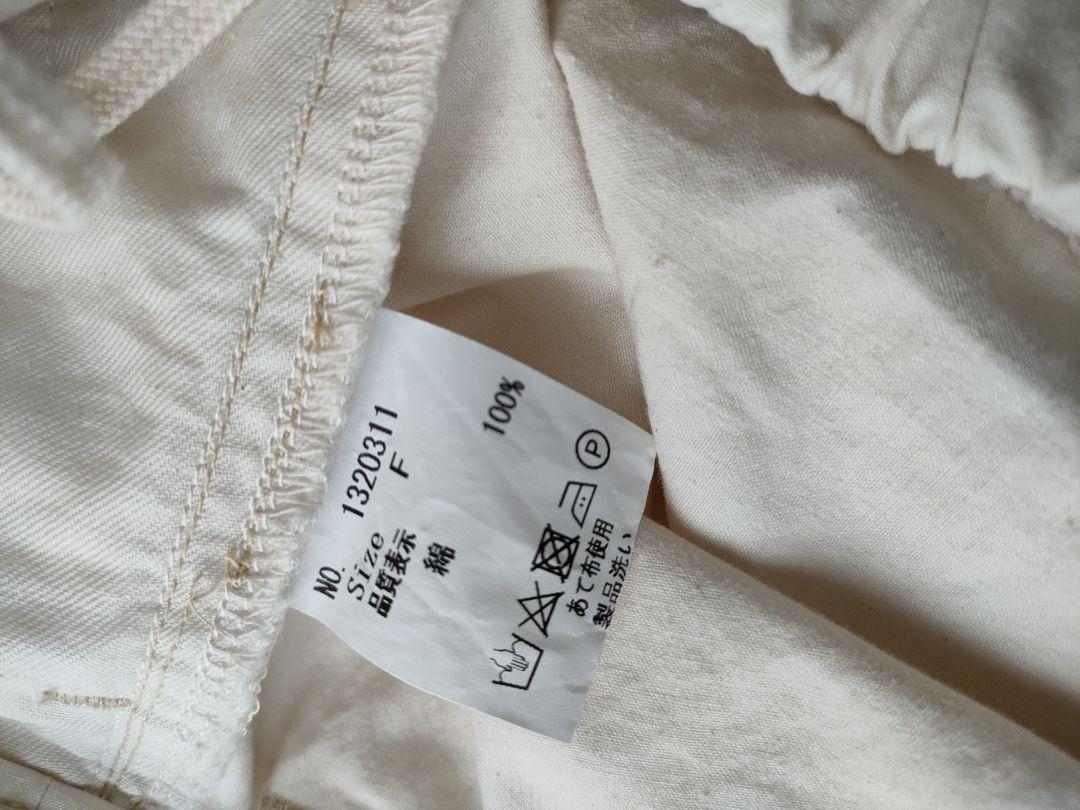 NO. 1320311
Size F
品質表示
綿 100%
P
あて布使用
製品洗い